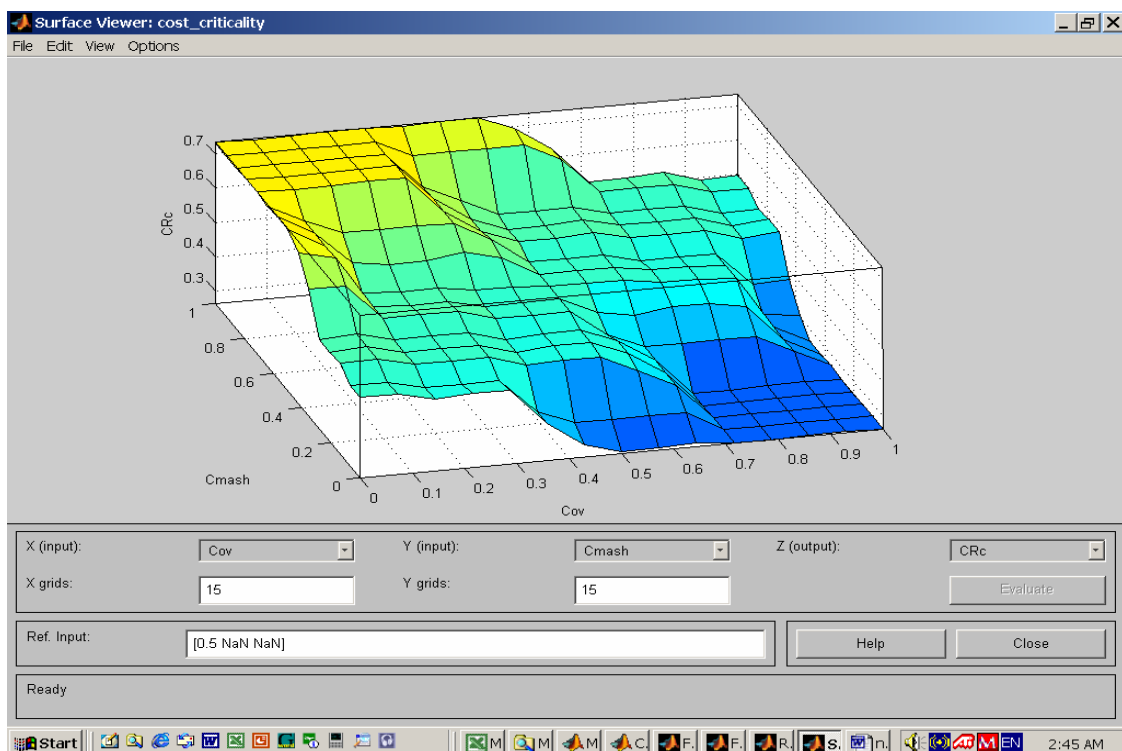 Surface Viewer: cost_criticality
File Edit View Options
0.7
0.6
0.5
0.4
0.3
CRc
1
0.8
0.6
0.4
0.2
0
Cmash
0 0.1 0.2 0.3 0.4 0.5 0.6 0.7 0.8 0.9 1
Cov
X (input): Cov Y (input): Cmash Z (output): CRc
X grids: 15 Y grids: 15 Evaluate
Ref. Input: [0.5 NaN NaN] Help Close
Ready
Start M M M C. F. F. R. S. n. M EN 2:45 AM